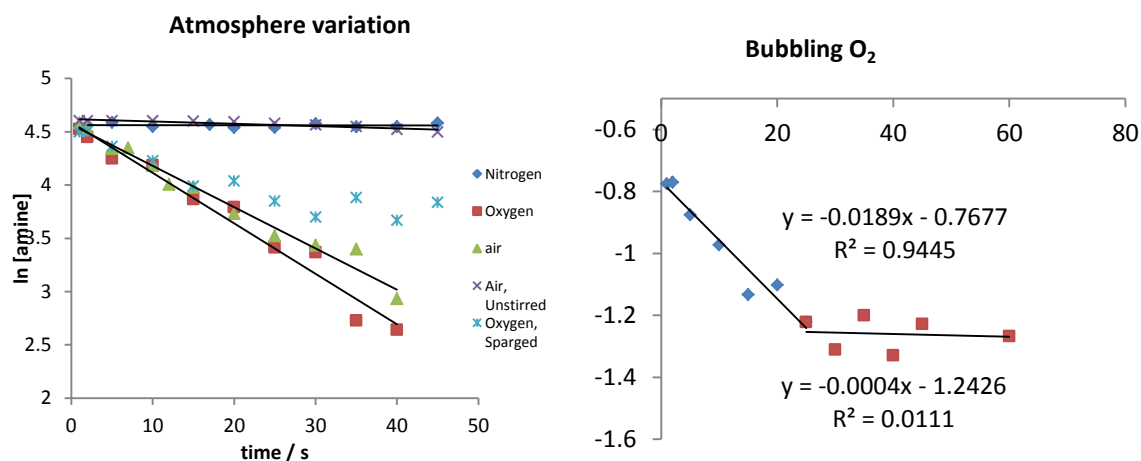 Atmosphere variation
5
4.5
4
3.5
3
2.5
2
0
10
20
30
40
50
ln [amine]
time / s
Nitrogen
Oxygen
air
Air,
Unstirred
Oxygen,
Sparged
Bubbling O₂
0
20
40
60
80
-0.6
-0.8
-1
-1.2
-1.4
-1.6
y = -0.0189x - 0.7677
R² = 0.9445
y = -0.0004x - 1.2426
R² = 0.0111